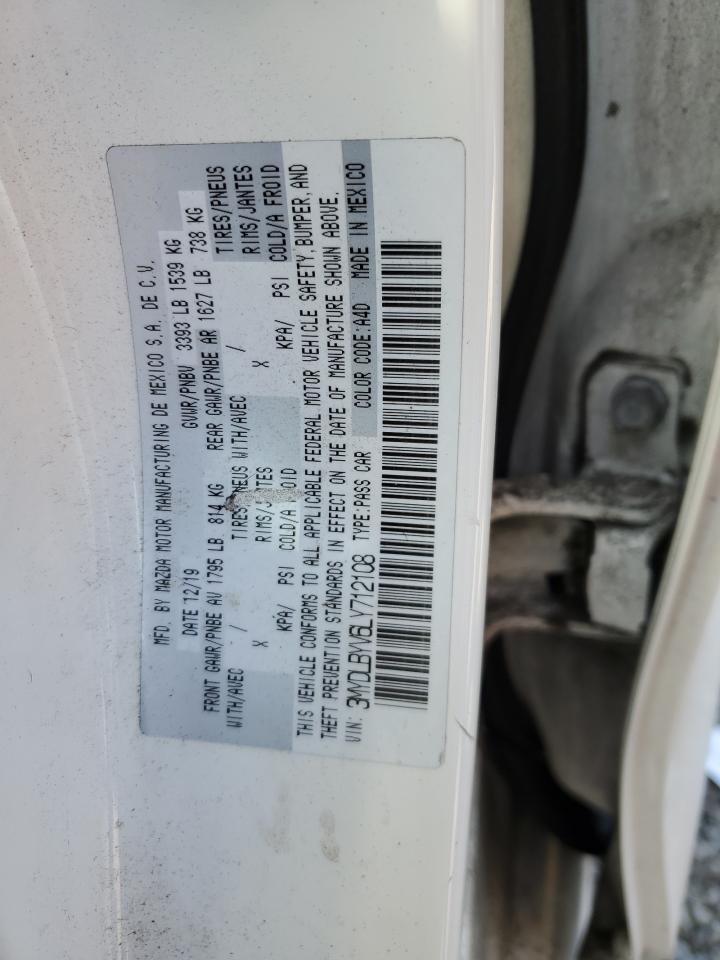 MFD. BY MAZDA MOTOR MANUFACTURING DE MEXICO S.A. DE C.V.
DATE 12/19 GVWR/PNBV 3393 LB 1539 KG
FRONT GAWR/PNBE AV 1795 LB 814 KG REAR GAWR/PNBE AR 1627 LB 738 KG
WITH/AVEC / TIRES/PNEUS WITH/AVEC / TIRES/PNEUS
X RIMS/JANTES X RIMS/JANTES
KPA/ PSI COLD/A FROID KPA/ PSI COLD/A FROID
THIS VEHICLE CONFORMS TO ALL APPLICABLE FEDERAL MOTOR VEHICLE SAFETY, BUMPER, AND
THEFT PREVENTION STANDARDS IN EFFECT ON THE DATE OF MANUFACTURE SHOWN ABOVE.
VIN: 3MVDLBYV6LY712108 TYPE:PASS CAR COLOR CODE:A4D MADE IN MEXICO